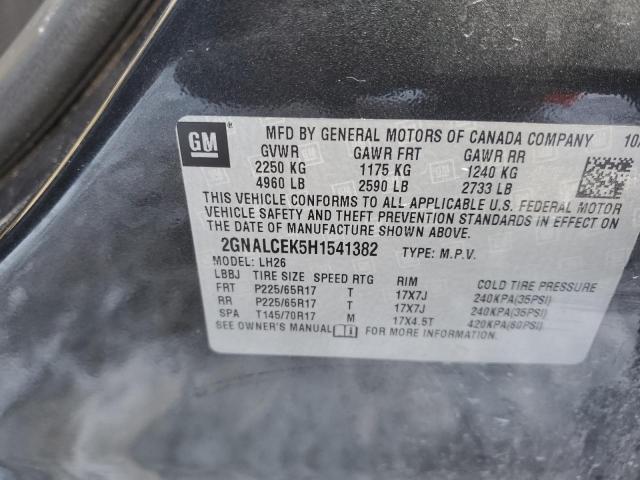 GM
MFD BY GENERAL MOTORS OF CANADA COMPANY 10/
GVWR GAWR FRT GAWR RR
2250 KG 1175 KG 1240 KG
4960 LB 2590 LB 2733 LB
THIS VEHICLE CONFORMS TO ALL APPLICABLE U.S. FEDERAL MOTOR
VEHICLE SAFETY AND THEFT PREVENTION STANDARDS IN EFFECT ON
THE DATE OF MANUFACTURE SHOWN ABOVE.
2GNALCEK5H1541382 TYPE: M.P.V.
MODEL: LH26
LBBJ TIRE SIZE SPEED RTG RIM COLD TIRE PRESSURE
FRT P225/65R17 T 17X7J 240KPA(35PSI)
RR P225/65R17 T 17X7J 240KPA(35PSI)
SPA T145/70R17 M 17X4.5T 420KPA(60PSI)
SEE OWNER'S MANUAL FOR MORE INFORMATION.